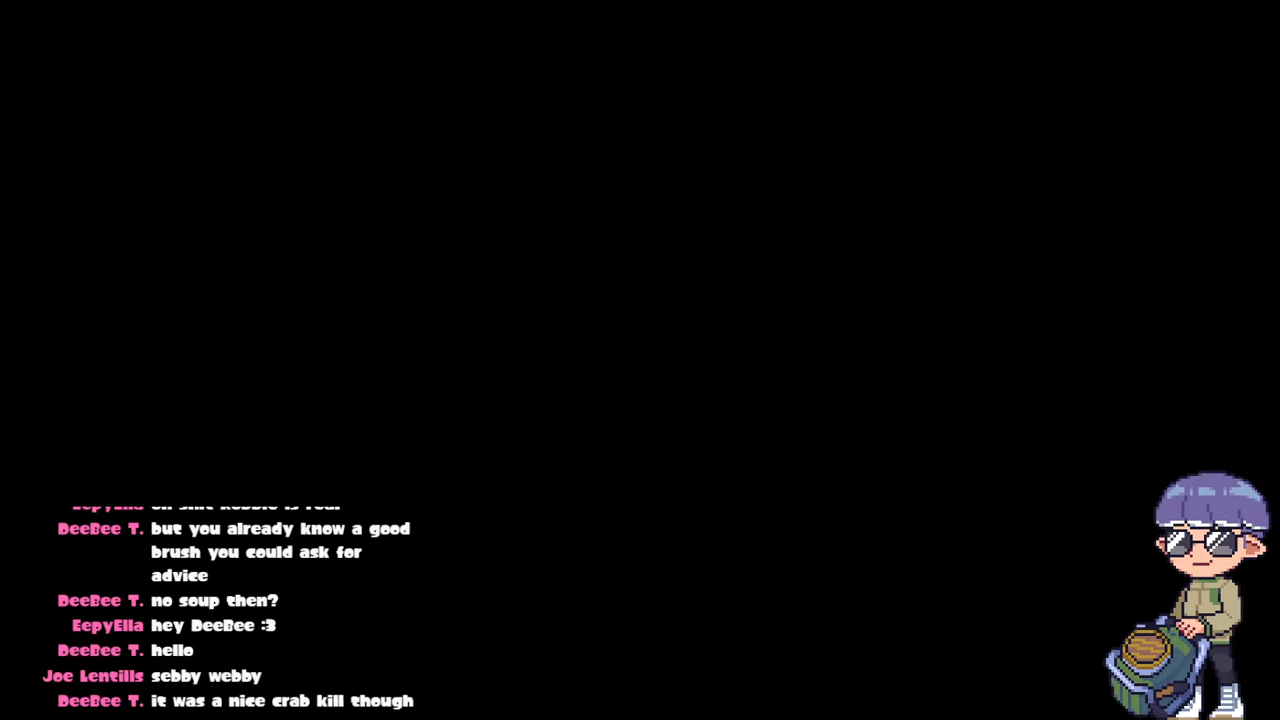 DeeBee T. but you already know a good
brush you could ask for
advice
DeeBee T. no soup then?
EepyElla hey DeeBee :3
DeeBee T. hello
Joe Lentills sebby webby
DeeBee T. it was a nice crab kill though